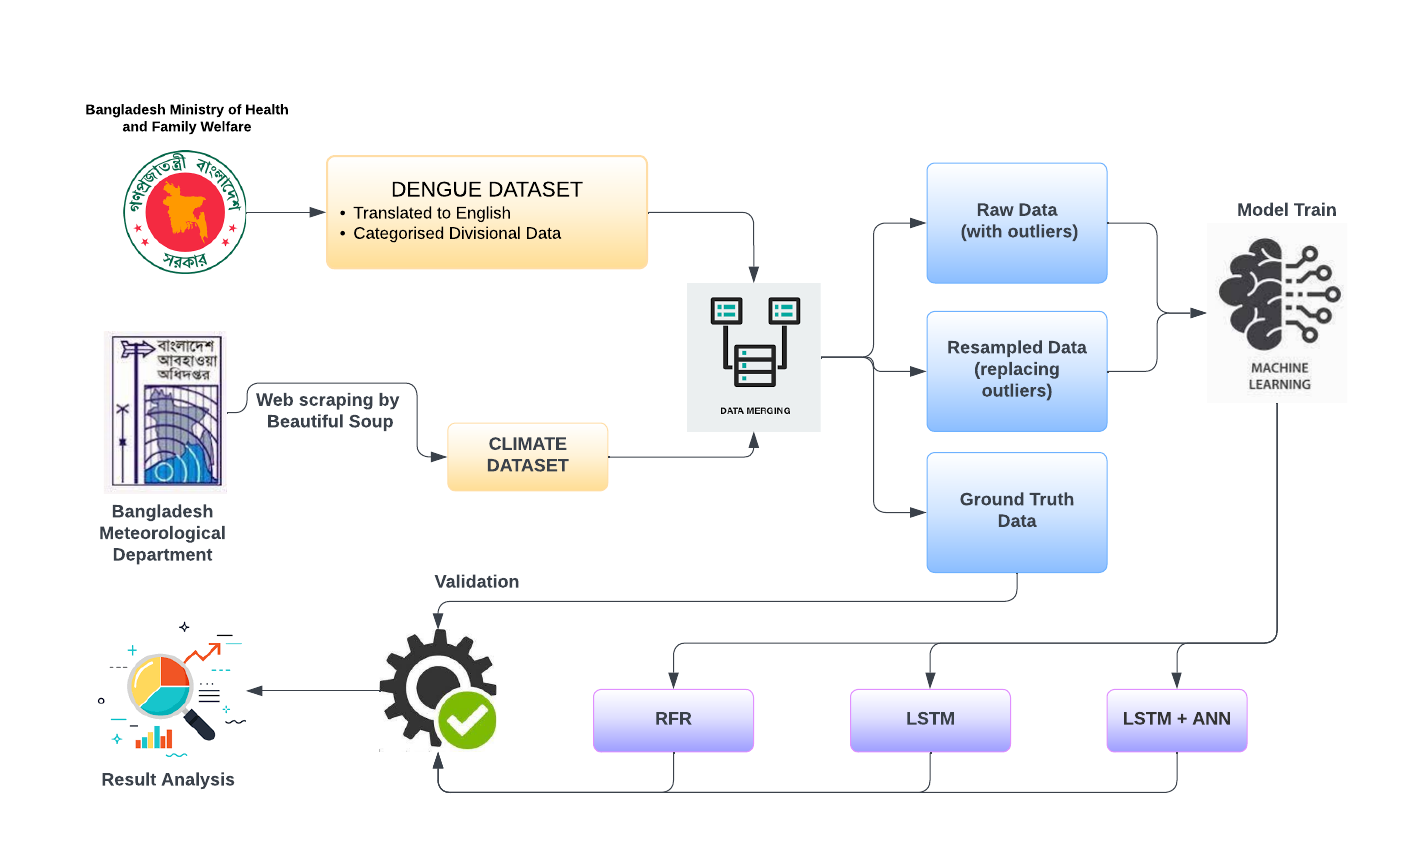 Bangladesh Ministry of Health
and Family Welfare
গণপ্রজাতন্ত্রী বাংলাদেশ
সরকার
DENGUE DATASET
• Translated to English
• Categorised Divisional Data
বাংলাদেশ
আবহাওয়া
অধিদপ্তর
Bangladesh
Meteorological
Department
Web scraping by
Beautiful Soup
CLIMATE
DATASET
DATA MERGING
Raw Data
(with outliers)
Resampled Data
(replacing
outliers)
Ground Truth
Data
Model Train
MACHINE
LEARNING
RFR
LSTM
LSTM + ANN
Validation
Result Analysis